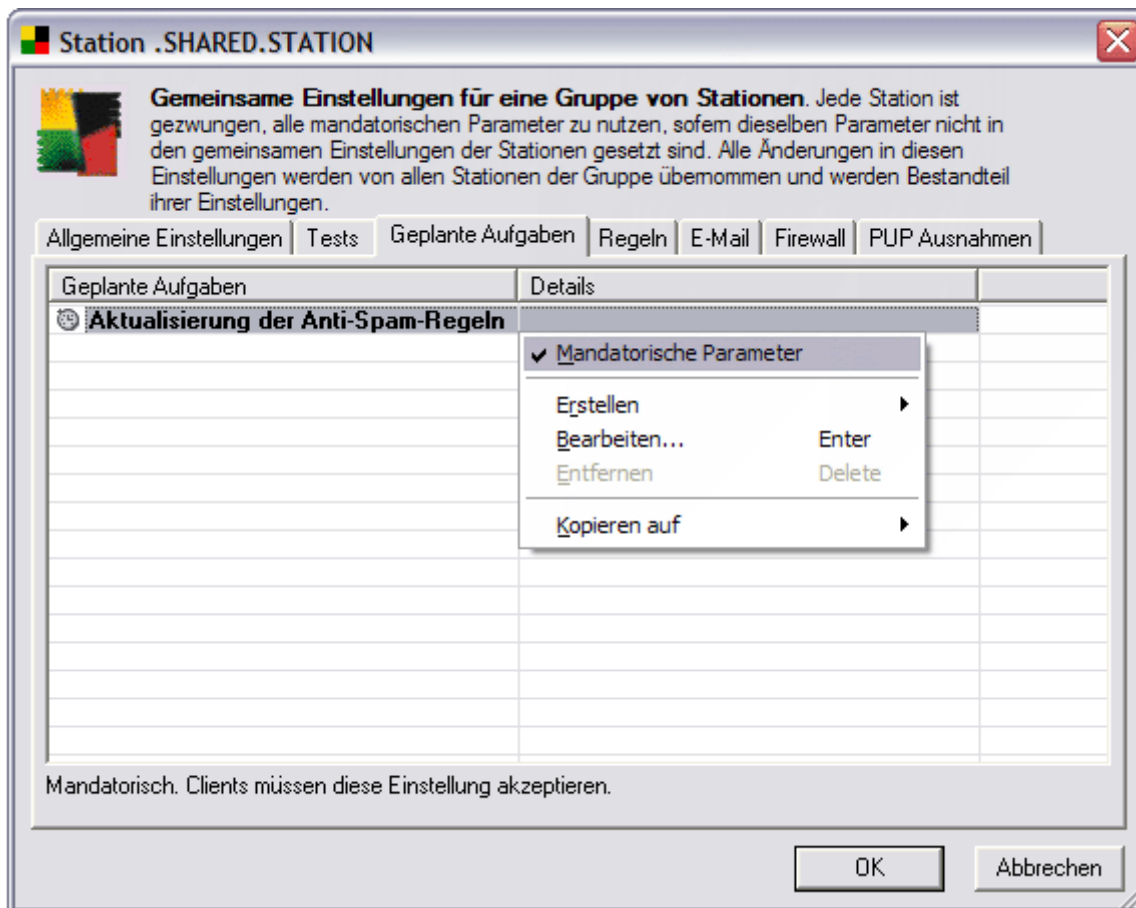 Station .SHARED.STATION
Gemeinsame Einstellungen für eine Gruppe von Stationen. Jede Station ist
gezwungen, alle mandatorischen Parameter zu nutzen, sofern dieselben Parameter nicht in
den gemeinsamen Einstellungen der Stationen gesetzt sind. Alle Änderungen in diesen
Einstellungen werden von allen Stationen der Gruppe übernommen und werden Bestandteil
ihrer Einstellungen.
Allgemeine Einstellungen Tests Geplante Aufgaben Regeln E-Mail Firewall PUP Ausnahmen
Geplante Aufgaben Details
Aktualisierung der Anti-Spam-Regeln
Mandatorische Parameter
Erstellen
Bearbeiten... Enter
Entfernen Delete
Kopieren auf
Mandatorisch. Clients müssen diese Einstellung akzeptieren.
OK Abbrechen